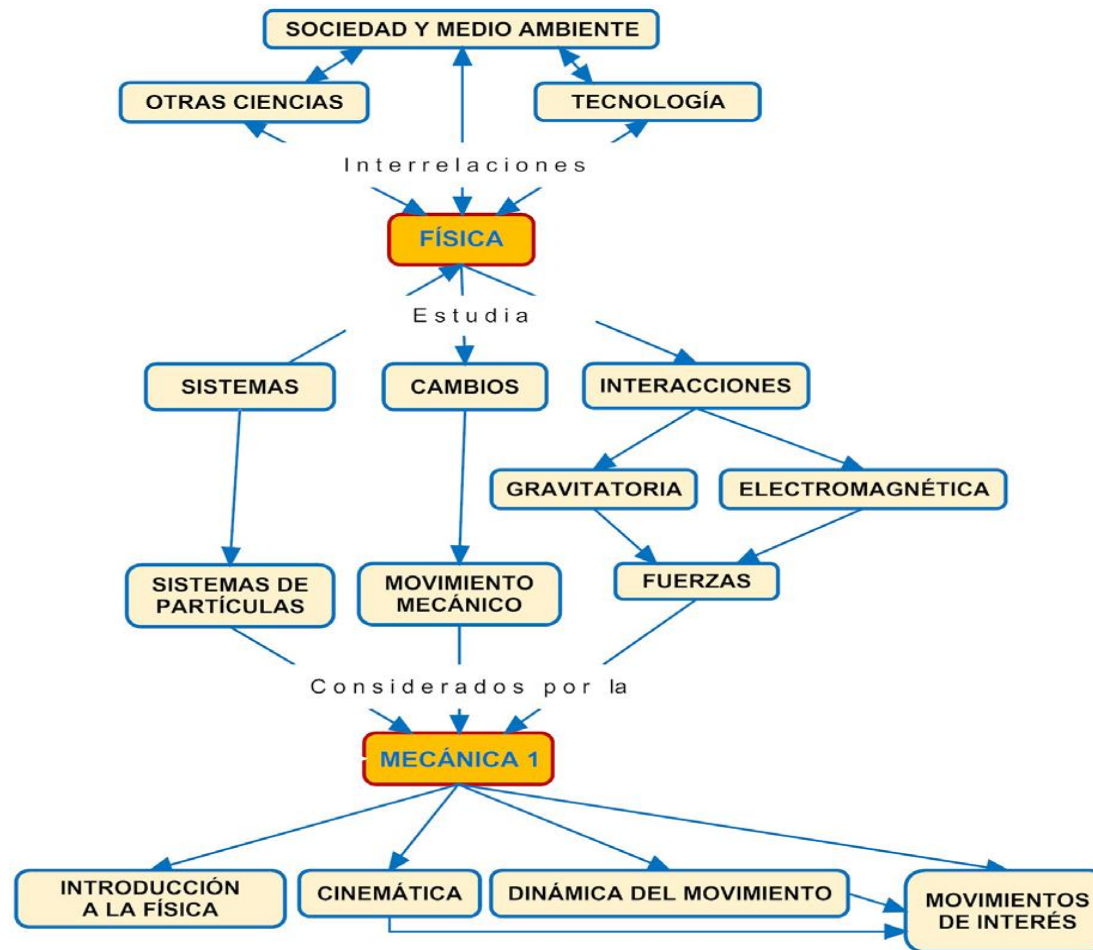 SOCIEDAD Y MEDIO AMBIENTE
OTRAS CIENCIAS
TECNOLOGÍA
Interrelaciones
FÍSICA
Estudia
SISTEMAS
CAMBIOS
INTERACCIONES
GRAVITATORIA
ELECTROMAGNÉTICA
SISTEMAS DE
PARTÍCULAS
MOVIMIENTO
MECÁNICO
FUERZAS
Considerados por la
MECÁNICA 1
INTRODUCCIÓN
A LA FÍSICA
CINEMÁTICA
DINÁMICA DEL MOVIMIENTO
MOVIMIENTOS
DE INTERÉS